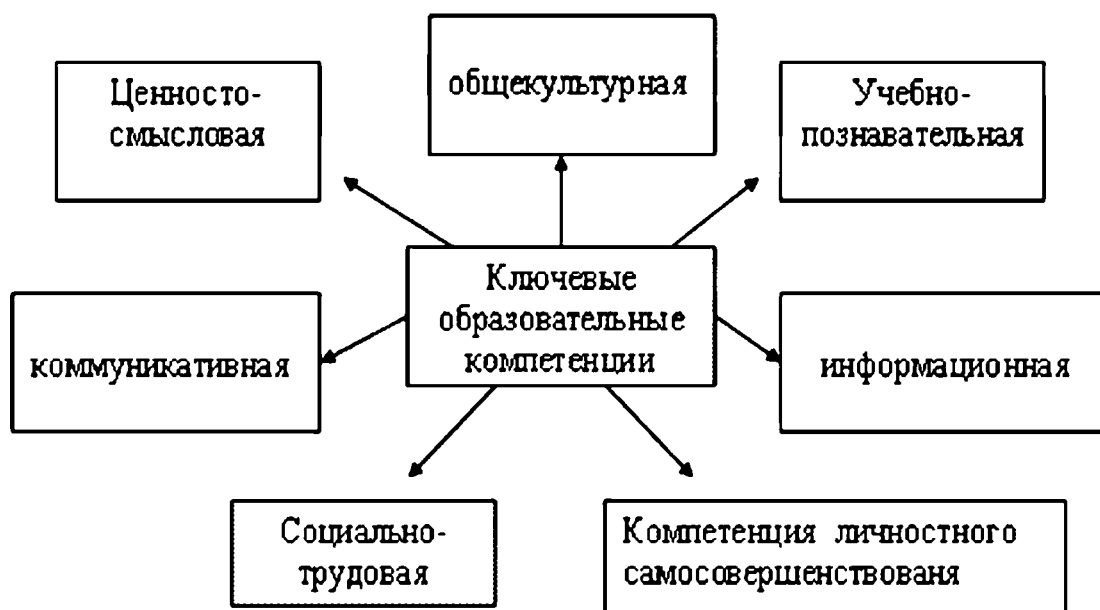 общекультурная
Ценносто-
смысловая
Учебно-
познавательная
Ключевые
образовательные
компетенции
коммуникативная
информационная
Социально-
трудовая
Компетенция личностного
самосовершенствованя